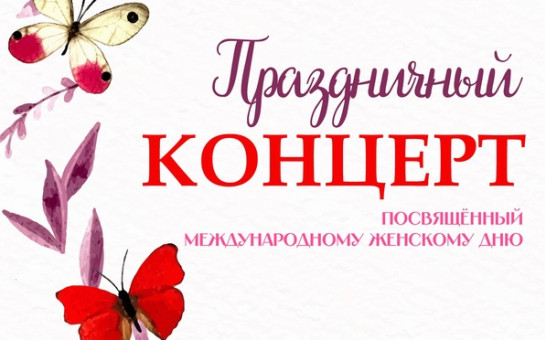 Праздничный
КОНЦЕРТ
ПОСВЯЩЁННЫЙ
МЕЖДУНАРОДНОМУ ЖЕНСКОМУ ДНЮ